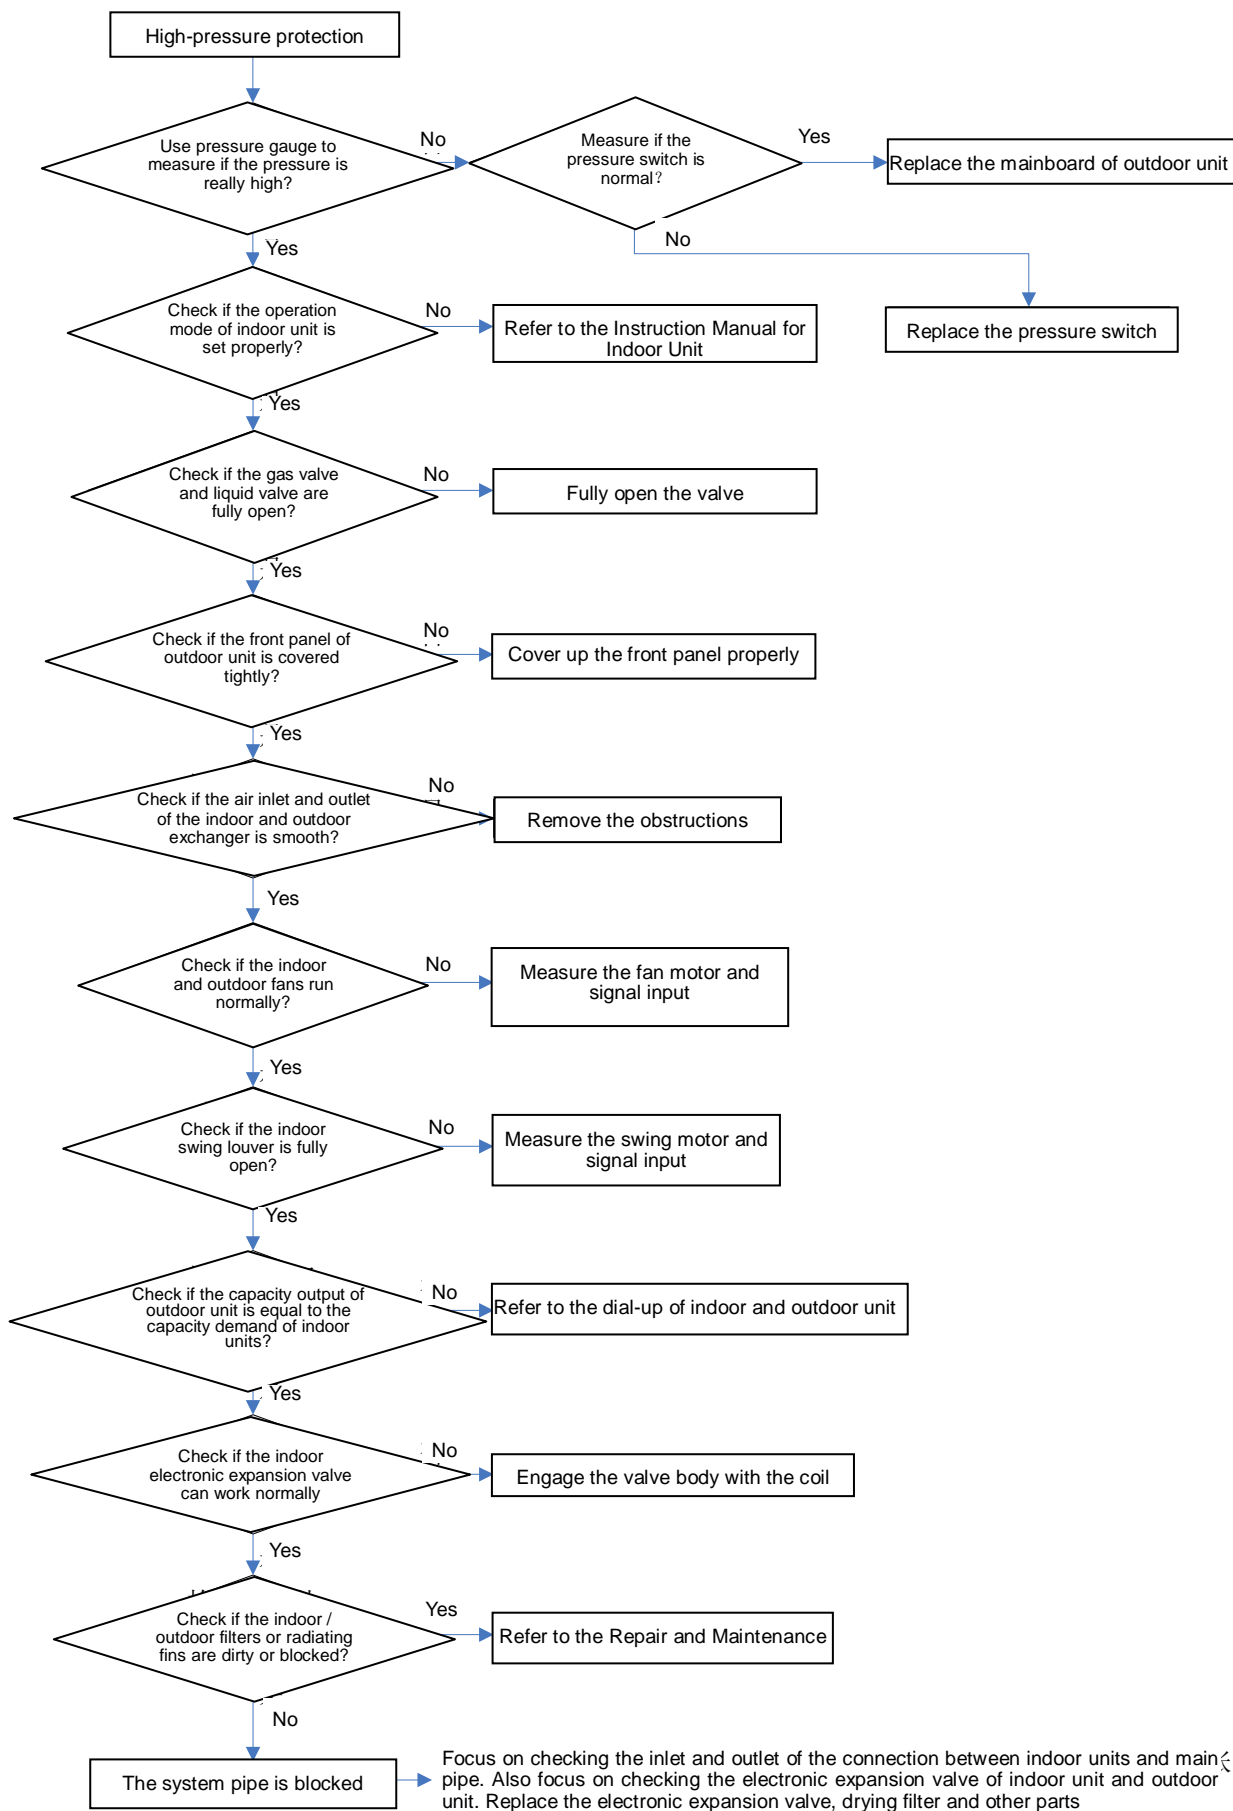 High-pressure protection
Use pressure gauge to
measure if the pressure is
really high?
No
Measure if the
pressure switch is
normal?
Yes
Replace the mainboard of outdoor unit
Yes
No
Replace the pressure switch
Check if the operation
mode of indoor unit is
set properly?
No
Refer to the Instruction Manual for
Indoor Unit
Yes
Check if the gas valve
and liquid valve are
fully open?
No
Fully open the valve
Yes
Check if the front panel of
outdoor unit is covered
tightly?
No
Cover up the front panel properly
Yes
Check if the air inlet and outlet
of the indoor and outdoor
exchanger is smooth?
No
Remove the obstructions
Yes
Check if the indoor
and outdoor fans run
normally?
No
Measure the fan motor and
signal input
Yes
Check if the indoor
swing louver is fully
open?
No
Measure the swing motor and
signal input
Yes
Check if the capacity output of
outdoor unit is equal to the
capacity demand of indoor
units?
No
Refer to the dial-up of indoor and outdoor unit
Yes
Check if the indoor
electronic expansion valve
can work normally
No
Engage the valve body with the coil
Yes
Check if the indoor /
outdoor filters or radiating
fins are dirty or blocked?
Yes
Refer to the Repair and Maintenance
No
The system pipe is blocked
Focus on checking the inlet and outlet of the connection between indoor units and main
pipe. Also focus on checking the electronic expansion valve of indoor unit and outdoor
unit. Replace the electronic expansion valve, drying filter and other parts